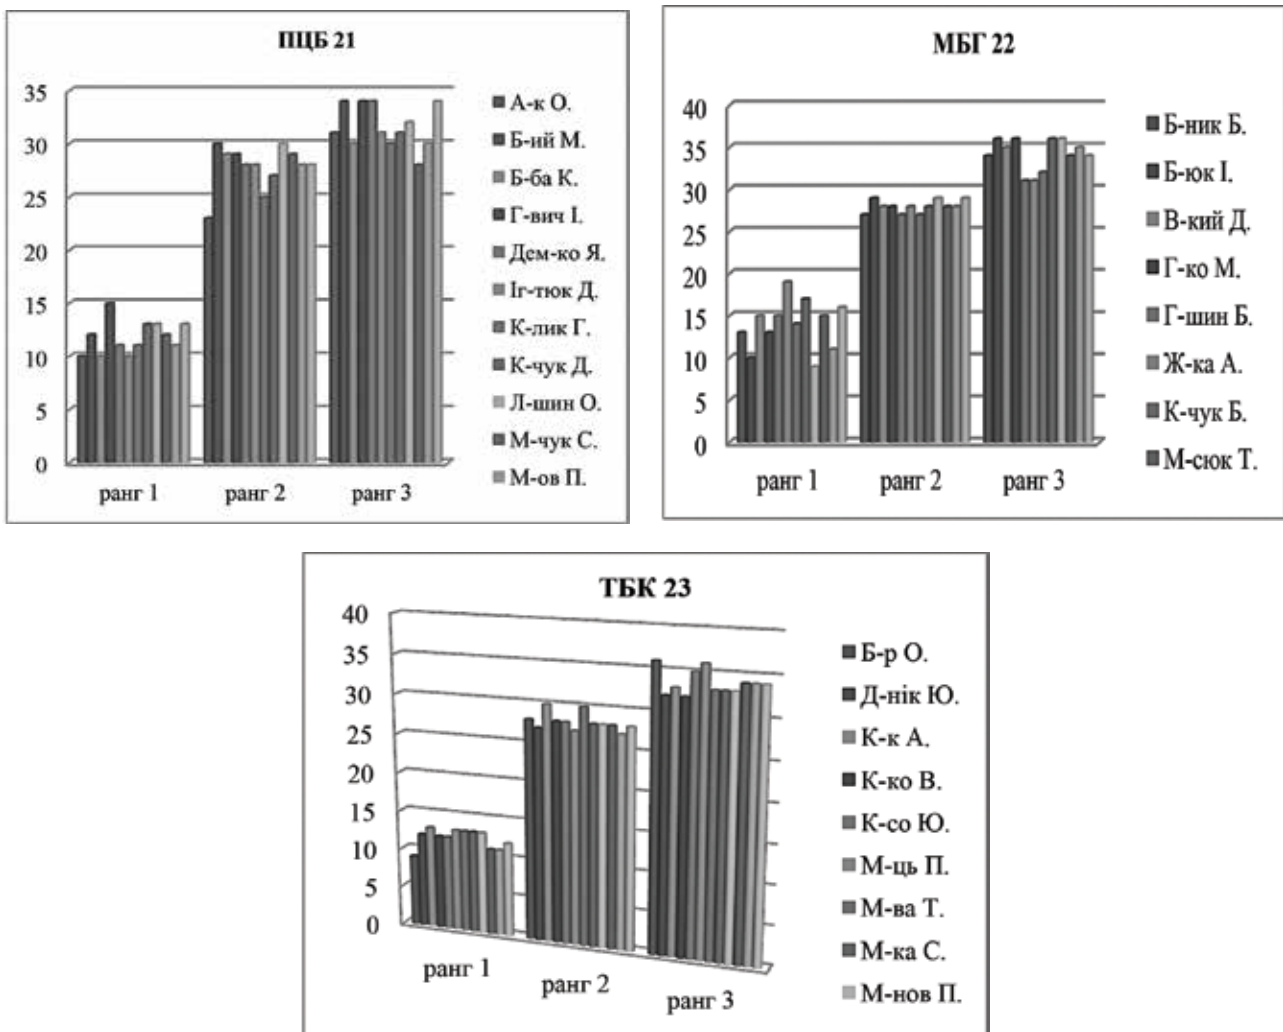 ПЦБ 21
35
30
25
20
15
10
5
0
ранг 1
ранг 2
ранг 3
А-к О.
Б-ий М.
Б-ба К.
Г-вич І.
Дем-ко Я.
Іг-тюк Д.
К-лик Г.
К-чук Д.
Л-шин О.
М-чук С.
М-ов П.
МБГ 22
40
35
30
25
20
15
10
5
0
ранг 1
ранг 2
ранг 3
Б-ник Б.
Б-юк І.
В-кий Д.
Г-ко М.
Г-шин Б.
Ж-ка А.
К-чук Б.
М-сюк Т.
ТБК 23
40
35
30
25
20
15
10
5
0
ранг 1
ранг 2
ранг 3
Б-р О.
Д-нік Ю.
К-к А.
К-ко В.
К-со Ю.
М-ць П.
М-ва Т.
М-ка С.
М-нов П.